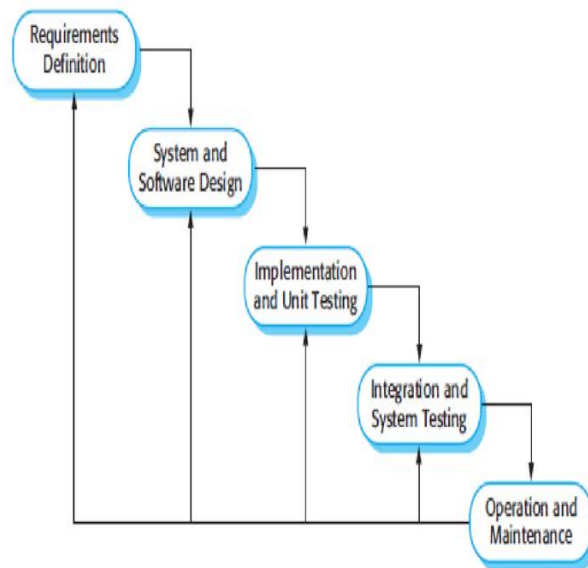 Requirements
Definition
System and
Software Design
Implementation
and Unit Testing
Integration and
System Testing
Operation and
Maintenance